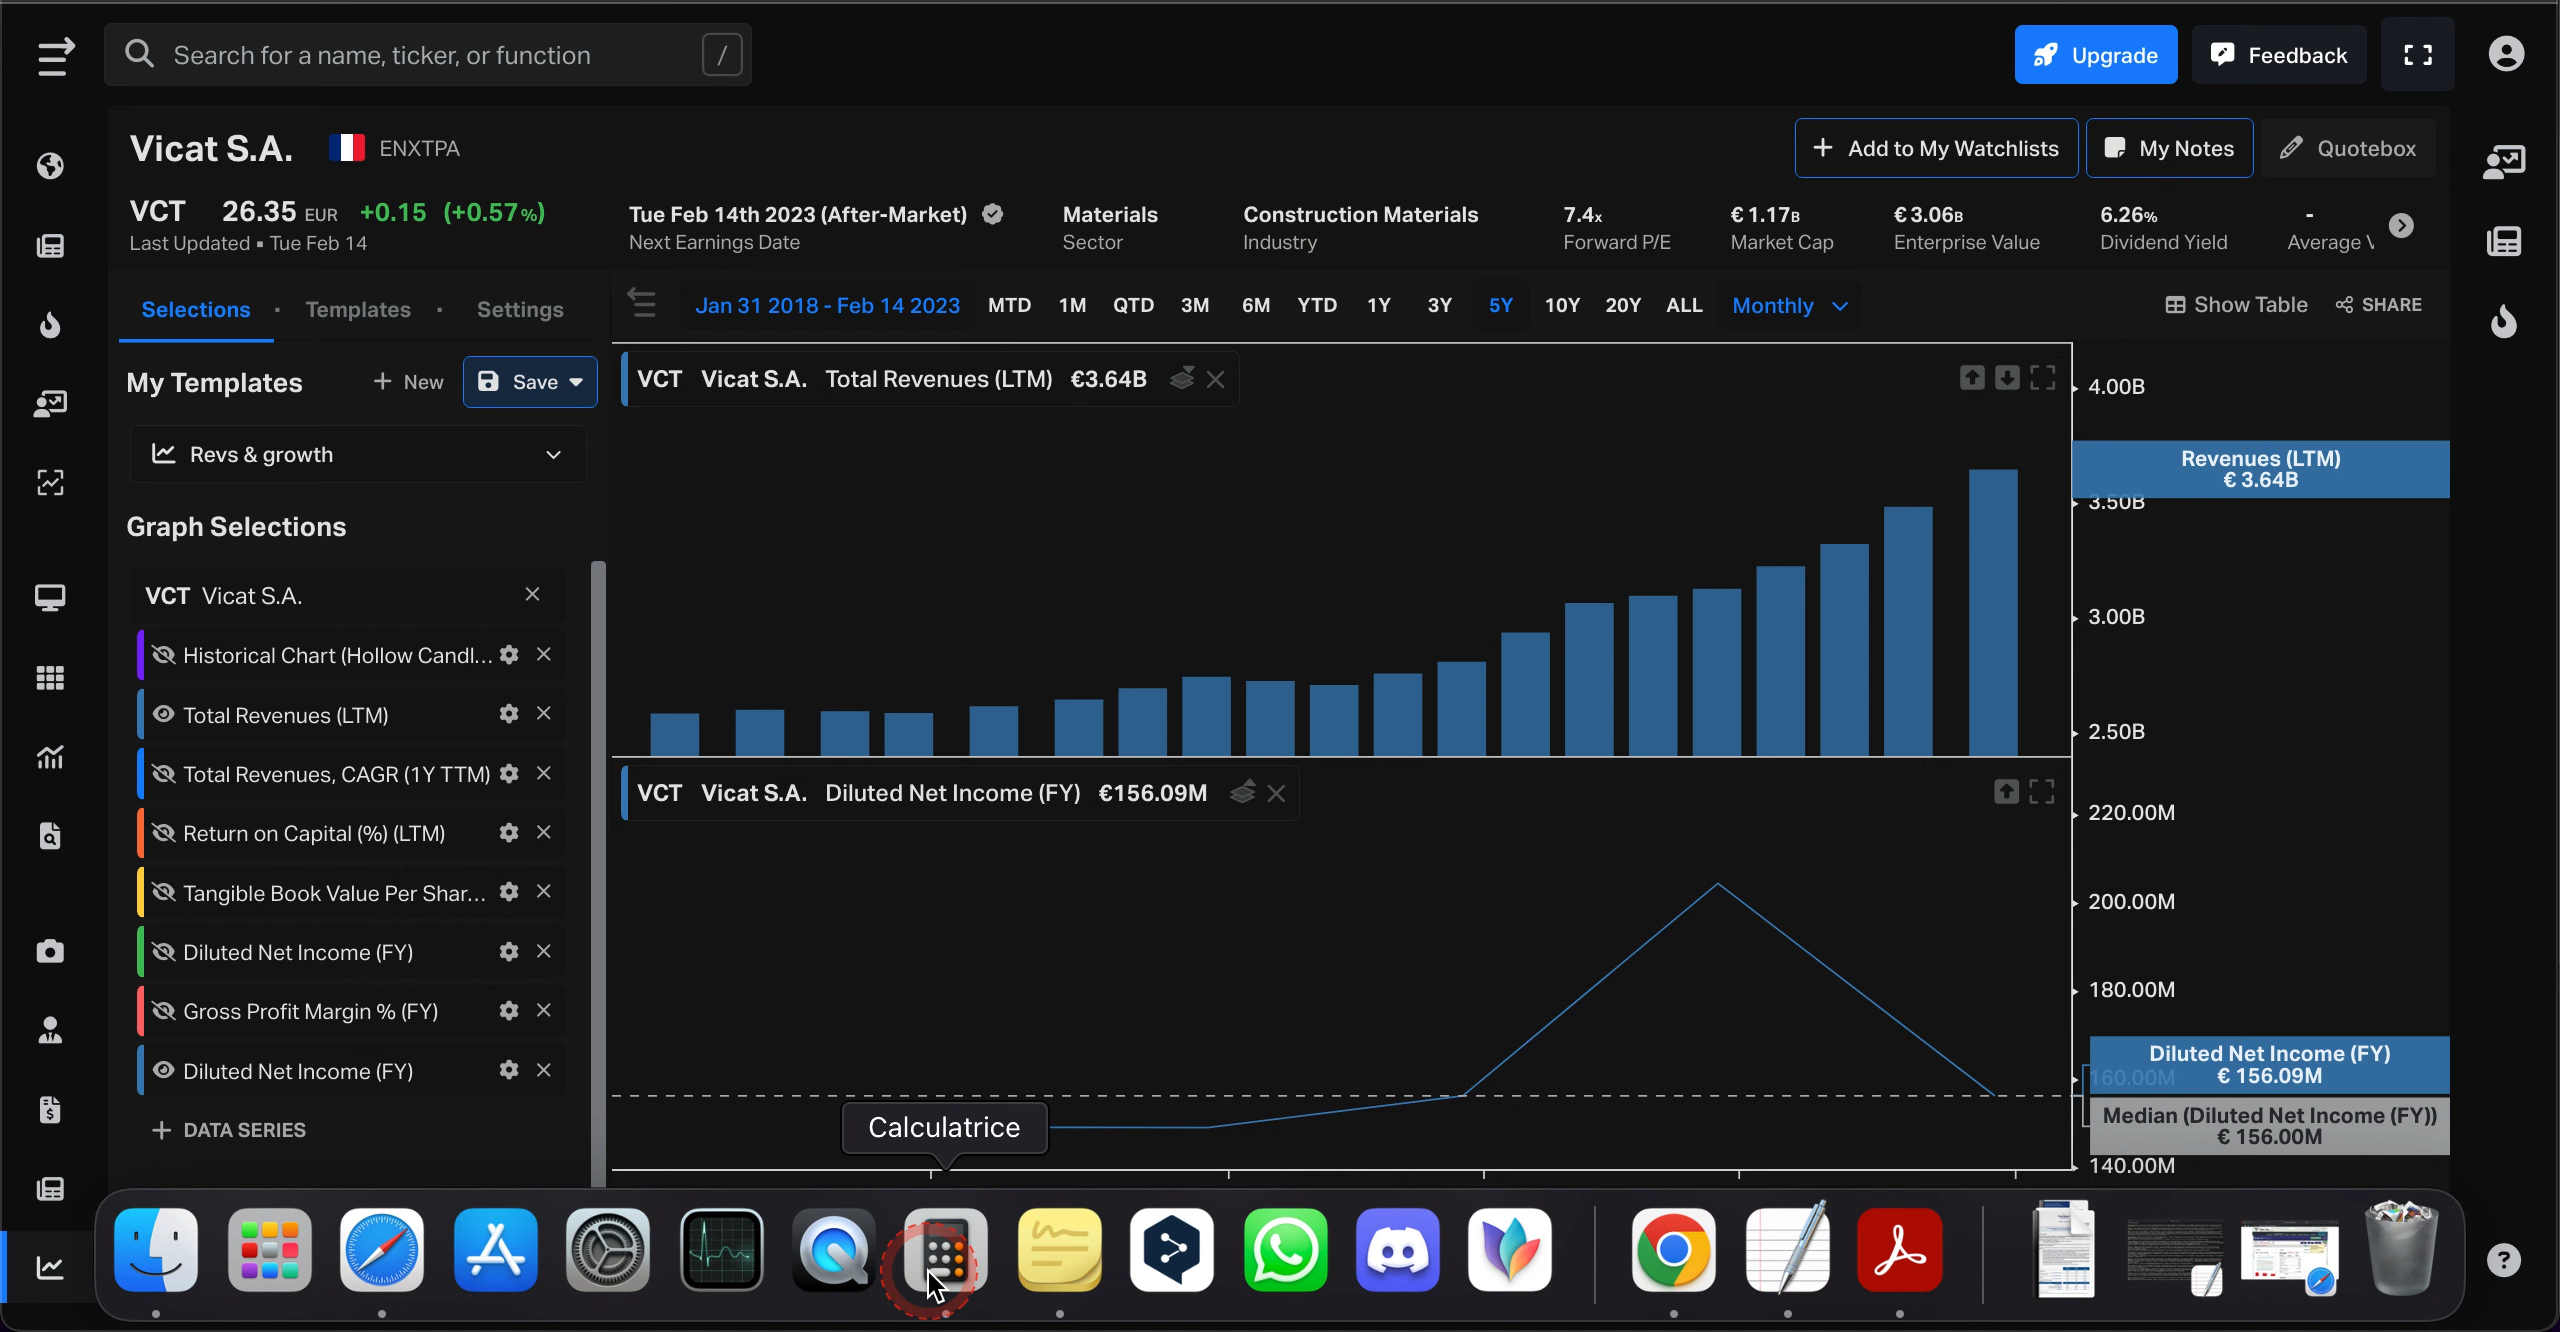 Search for a name, ticker, or function /
Upgrade
Feedback
Vicat S.A. ENXTPA
+ Add to My Watchlists
My Notes
Quotebox
VCT 26.35 EUR +0.15 (+0.57%)
Last Updated ▪ Tue Feb 14
Tue Feb 14th 2023 (After-Market)
Next Earnings Date
Materials
Sector
Construction Materials
Industry
7.4x
Forward P/E
€ 1.17B
Market Cap
€ 3.06B
Enterprise Value
6.26%
Dividend Yield
-
Average
Selections · Templates · Settings
Jan 31 2018 - Feb 14 2023 MTD 1M QTD 3M 6M YTD 1Y 3Y 5Y 10Y 20Y ALL Monthly
Show Table SHARE
My Templates + New Save
Revs & growth
Graph Selections
VCT Vicat S.A.
Historical Chart (Hollow Candl...
Total Revenues (LTM)
Total Revenues, CAGR (1Y TTM)
Return on Capital (%) (LTM)
Tangible Book Value Per Shar...
Diluted Net Income (FY)
Gross Profit Margin % (FY)
Diluted Net Income (FY)
+ DATA SERIES
VCT Vicat S.A. Total Revenues (LTM) €3.64B
4.00B
Revenues (LTM)
€ 3.64B
3.50B
3.00B
2.50B
VCT Vicat S.A. Diluted Net Income (FY) €156.09M
220.00M
200.00M
180.00M
Diluted Net Income (FY)
€ 156.09M
160.00M
Median (Diluted Net Income (FY))
€ 156.00M
140.00M
Calculatrice